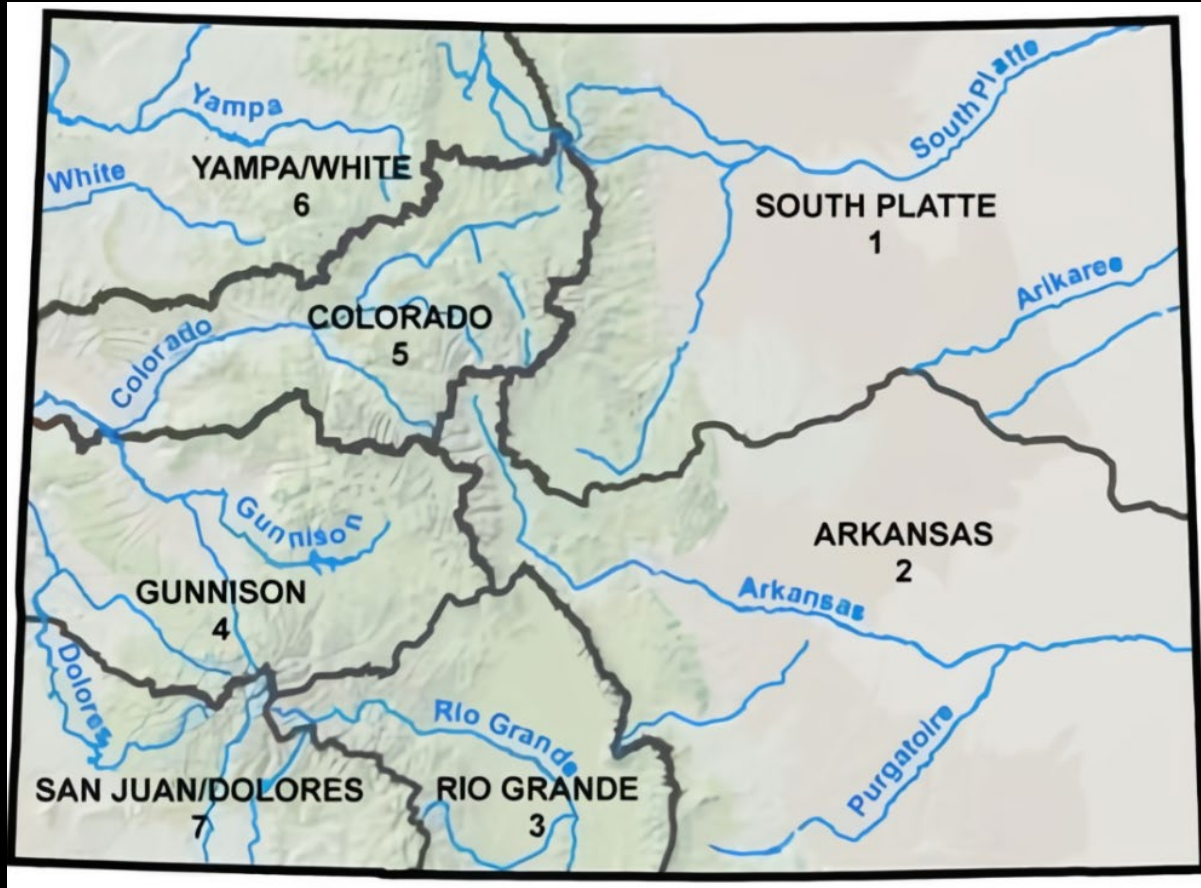 Yampa
South Platte
White
YAMPA/WHITE
6
SOUTH PLATTE
1
Arikaree
COLORADO
5
Colorado
Gunnison
ARKANSAS
2
GUNNISON
4
Arkansas
Dolores
Rio Grande
Purgatoire
SAN JUAN/DOLORES
7
RIO GRANDE
3